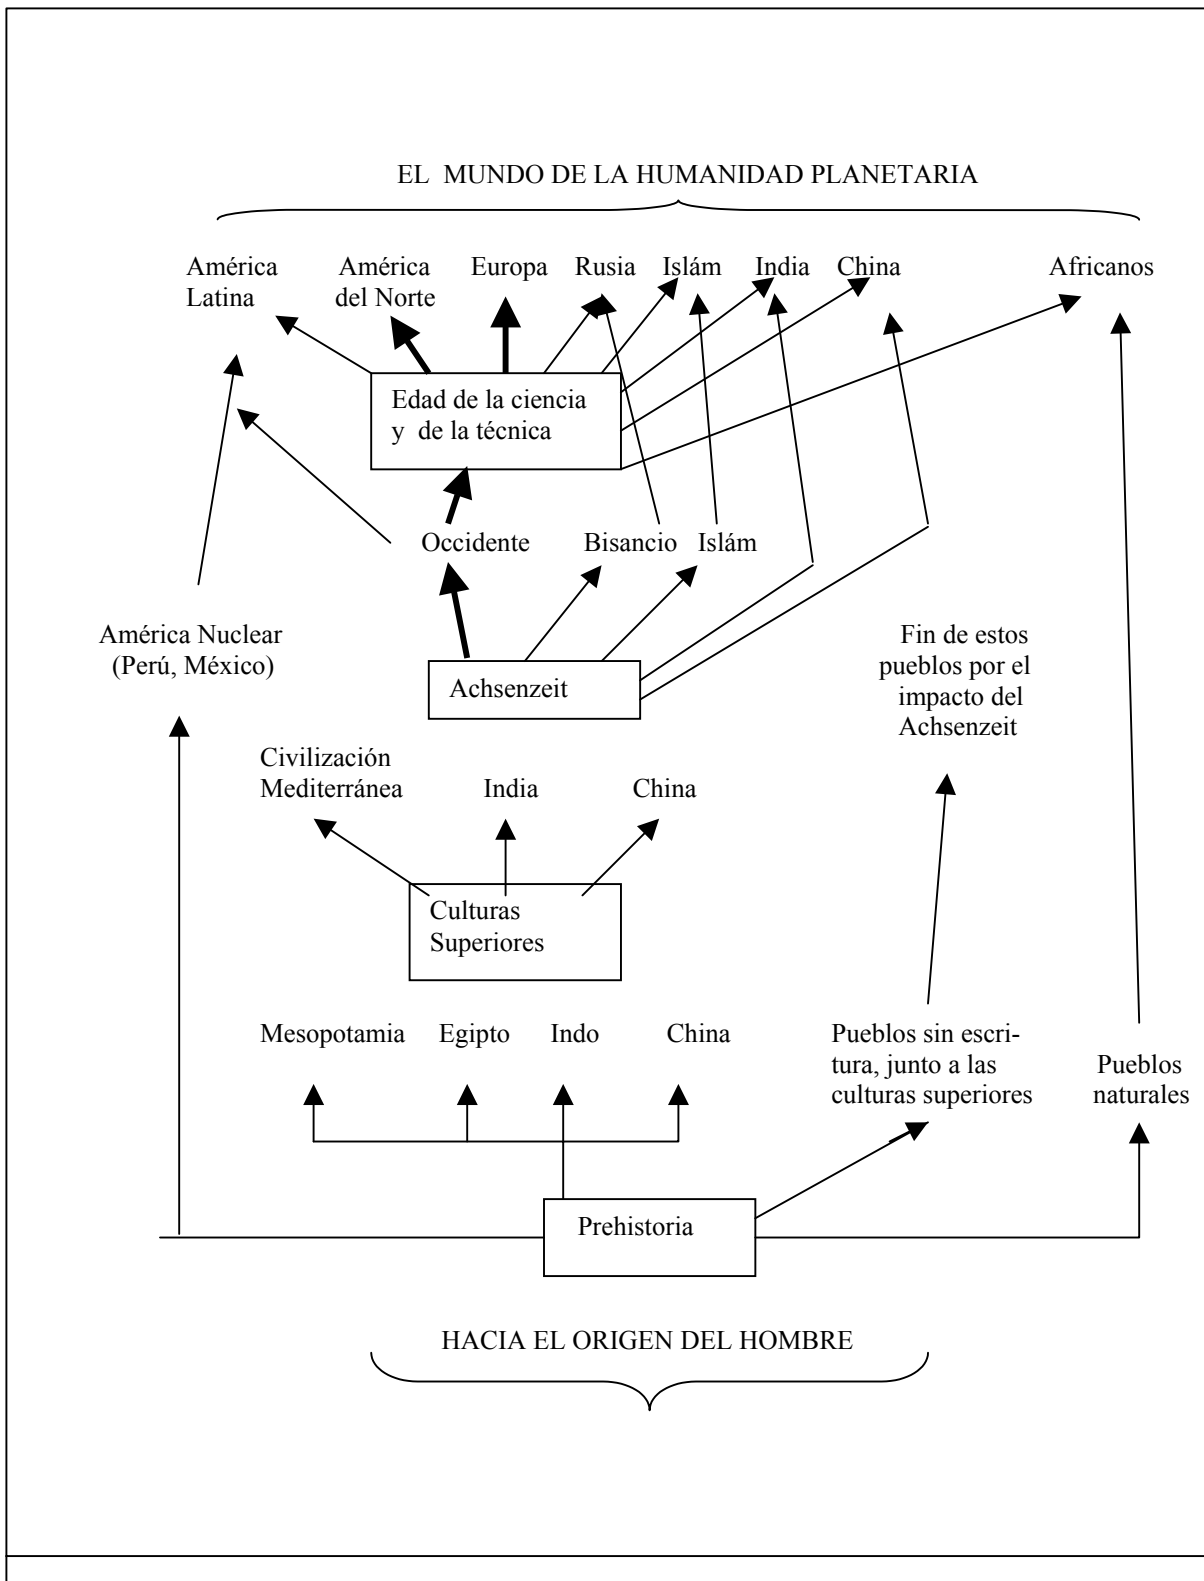 EL  MUNDO DE LA HUMANIDAD PLANETARIA
América
Latina
América
del Norte
Europa
Rusia
Islám
India
China
Africanos
Edad de la ciencia
y  de la técnica
Occidente
Bisancio
Islám
América Nuclear
(Perú, México)
Achsenzeit
Fin de estos
pueblos por el
impacto del
Achsenzeit
Civilización
Mediterránea
India
China
Culturas
Superiores
Mesopotamia
Egipto
Indo
China
Pueblos sin escri-
tura, junto a las
culturas superiores
Pueblos
naturales
Prehistoria
HACIA EL ORIGEN DEL HOMBRE